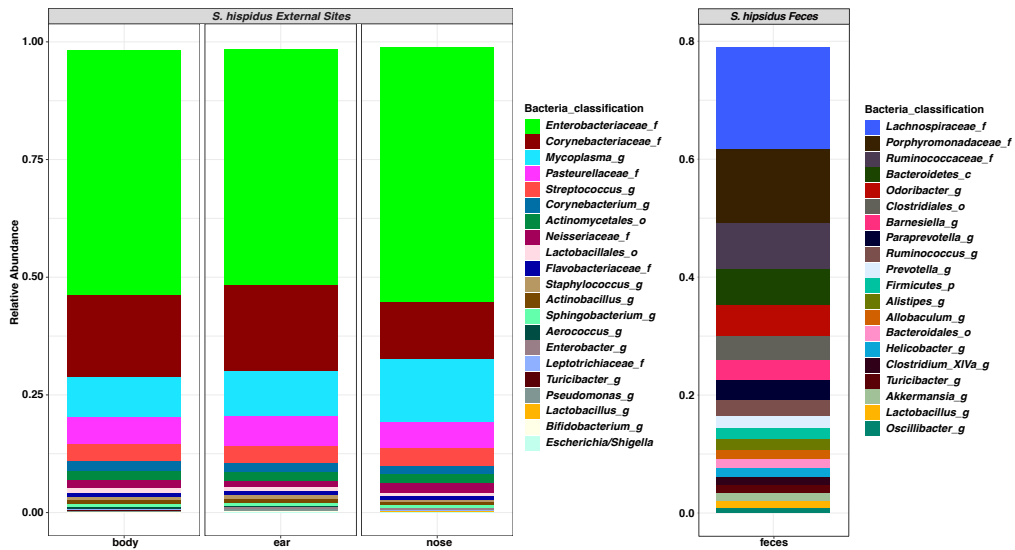 S. hispidus External Sites
S. hipsidus Feces
Relative Abundance
1.00
0.75
0.50
0.25
0.00
body
ear
nose
Bacteria_classification
Enterobacteriaceae_f
Corynebacteriaceae_f
Mycoplasma_g
Pasteurellaceae_f
Streptococcus_g
Corynebacterium_g
Actinomycetales_o
Neisseriaceae_f
Lactobacillales_o
Flavobacteriaceae_f
Staphylococcus_g
Actinobacillus_g
Sphingobacterium_g
Aerococcus_g
Enterobacter_g
Leptotrichiaceae_f
Turicibacter_g
Pseudomonas_g
Lactobacillus_g
Bifidobacterium_g
Escherichia/Shigella
0.8
0.6
0.4
0.2
0.0
feces
Bacteria_classification
Lachnospiraceae_f
Porphyromonadaceae_f
Ruminococcaceae_f
Bacteroidetes_c
Odoribacter_g
Clostridiales_o
Barnesiella_g
Paraprevotella_g
Ruminococcus_g
Prevotella_g
Firmicutes_p
Alistipes_g
Allobaculum_g
Bacteroidales_o
Helicobacter_g
Clostridium_XIVa_g
Turicibacter_g
Akkermansia_g
Lactobacillus_g
Oscillibacter_g